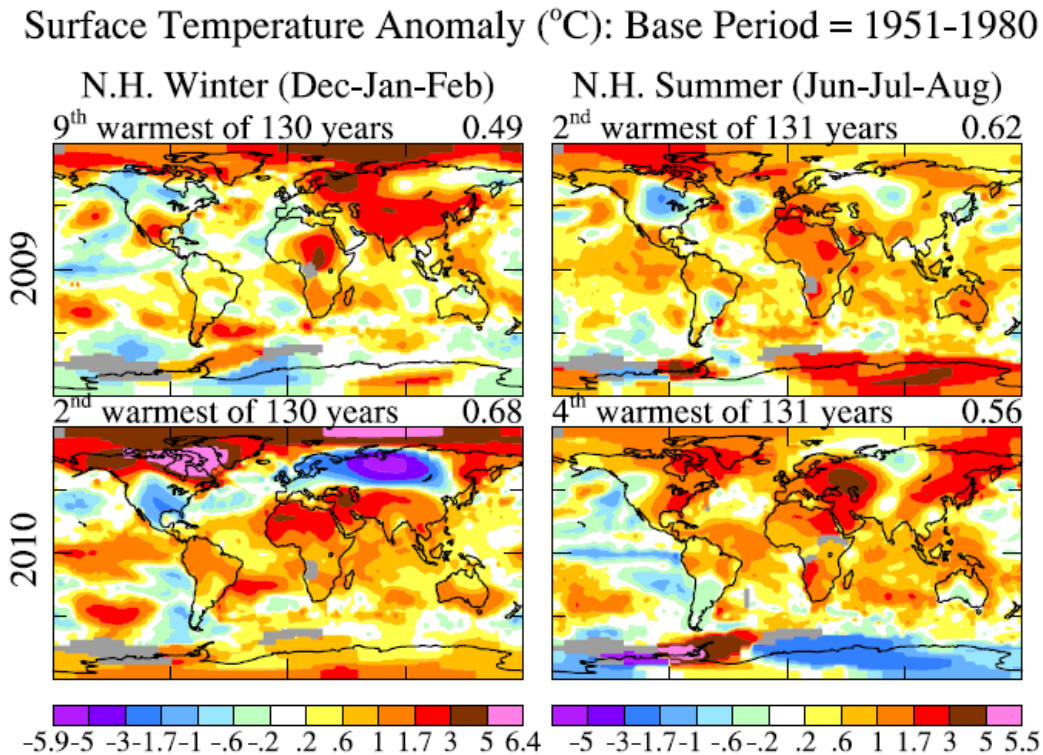 Surface Temperature Anomaly (°C): Base Period = 1951-1980
N.H. Winter (Dec-Jan-Feb) N.H. Summer (Jun-Jul-Aug)
9th warmest of 130 years 0.49 2nd warmest of 131 years 0.62
2009
2nd warmest of 130 years 0.68 4th warmest of 131 years 0.56
2010
-5.9 -5 -3 -1.7 -1 -.6 -.2 .2 .6 1 1.7 3 5 6.4 -5 -3 -1.7 -1 -.6 -.2 .2 .6 1 1.7 3 5 5.5